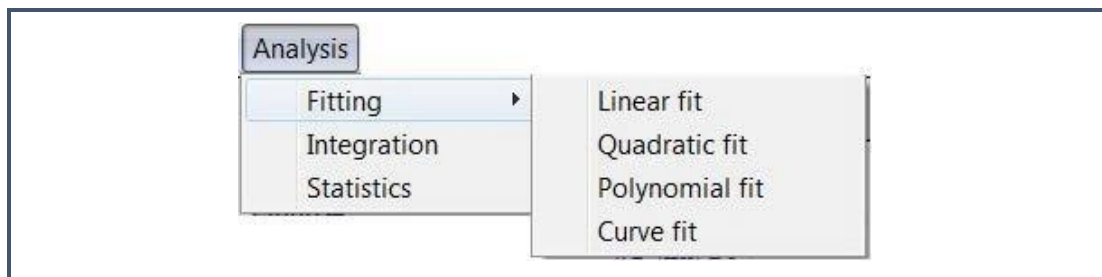 Analysis
Fitting
Integration
Statistics
Linear fit
Quadratic fit
Polynomial fit
Curve fit